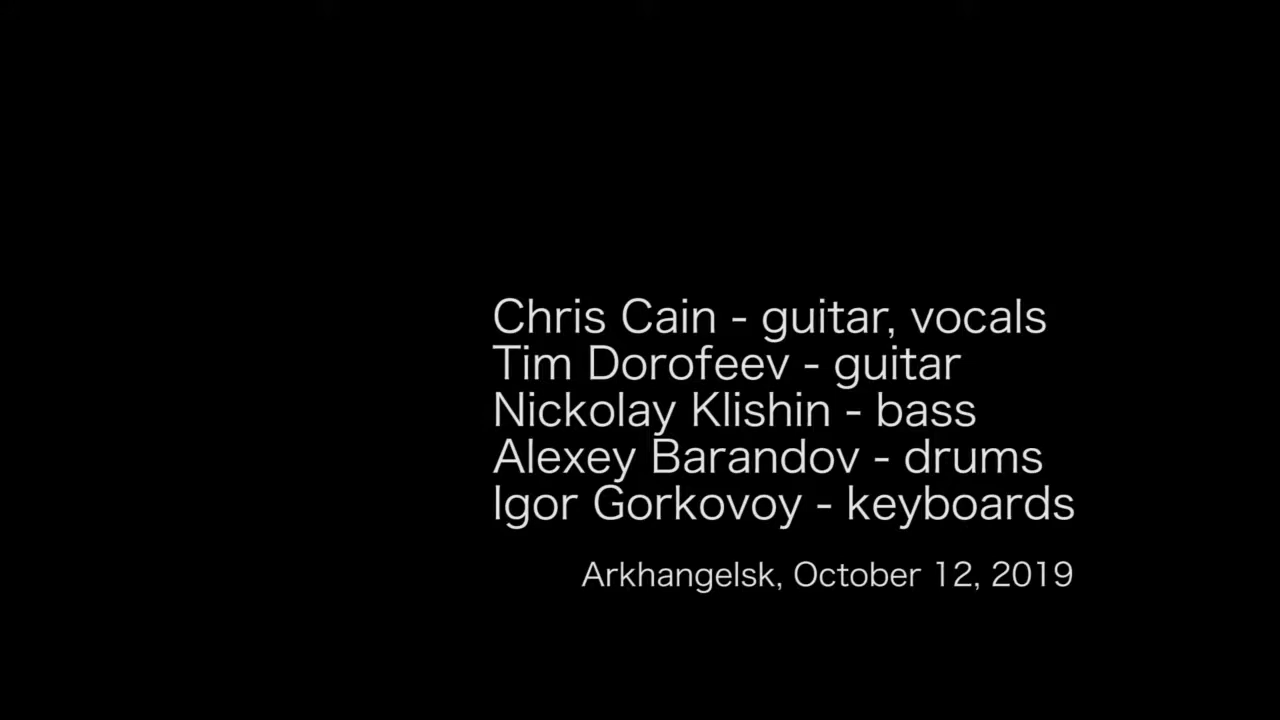 Chris Cain - guitar, vocals
Tim Dorofeev - guitar
Nickolay Klishin - bass
Alexey Barandov - drums
Igor Gorkovoy - keyboards
Arkhangelsk, October 12, 2019